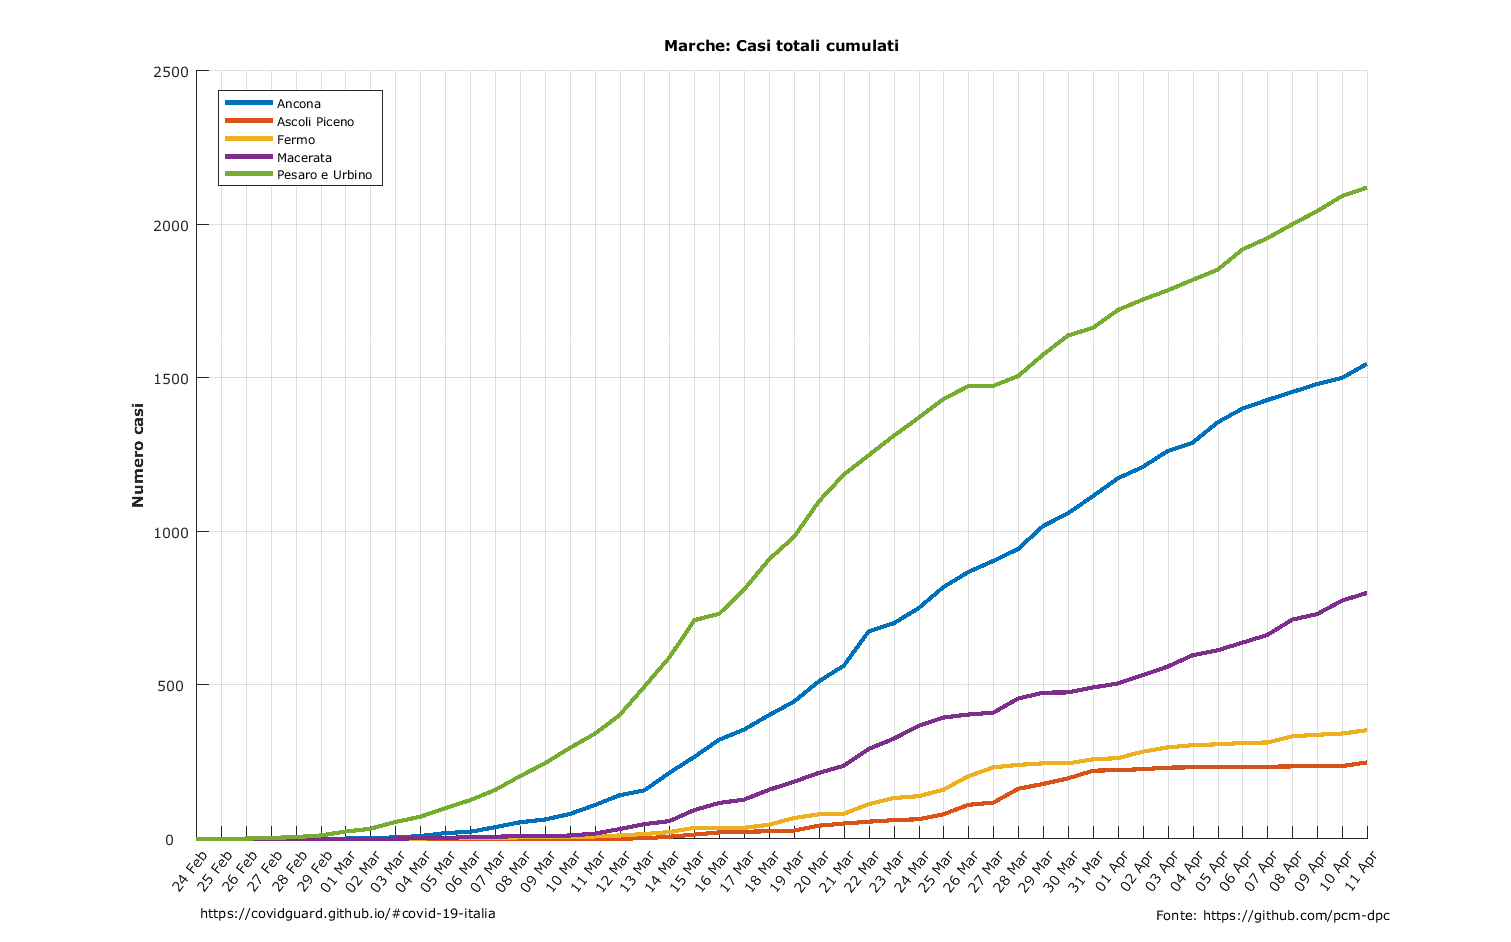 Marche: Casi totali cumulati
2500
2000
1500
1000
500
0
Numero casi
Ancona
Ascoli Piceno
Fermo
Macerata
Pesaro e Urbino
24 Feb
25 Feb
26 Feb
27 Feb
28 Feb
29 Feb
01 Mar
02 Mar
03 Mar
04 Mar
05 Mar
06 Mar
07 Mar
08 Mar
09 Mar
10 Mar
11 Mar
12 Mar
13 Mar
14 Mar
15 Mar
16 Mar
17 Mar
18 Mar
19 Mar
20 Mar
21 Mar
22 Mar
23 Mar
24 Mar
25 Mar
26 Mar
27 Mar
28 Mar
29 Mar
30 Mar
31 Mar
01 Apr
02 Apr
03 Apr
04 Apr
05 Apr
06 Apr
07 Apr
08 Apr
09 Apr
10 Apr
11 Apr
https://covidguard.github.io/#covid-19-italia
Fonte: https://github.com/pcm-dpc